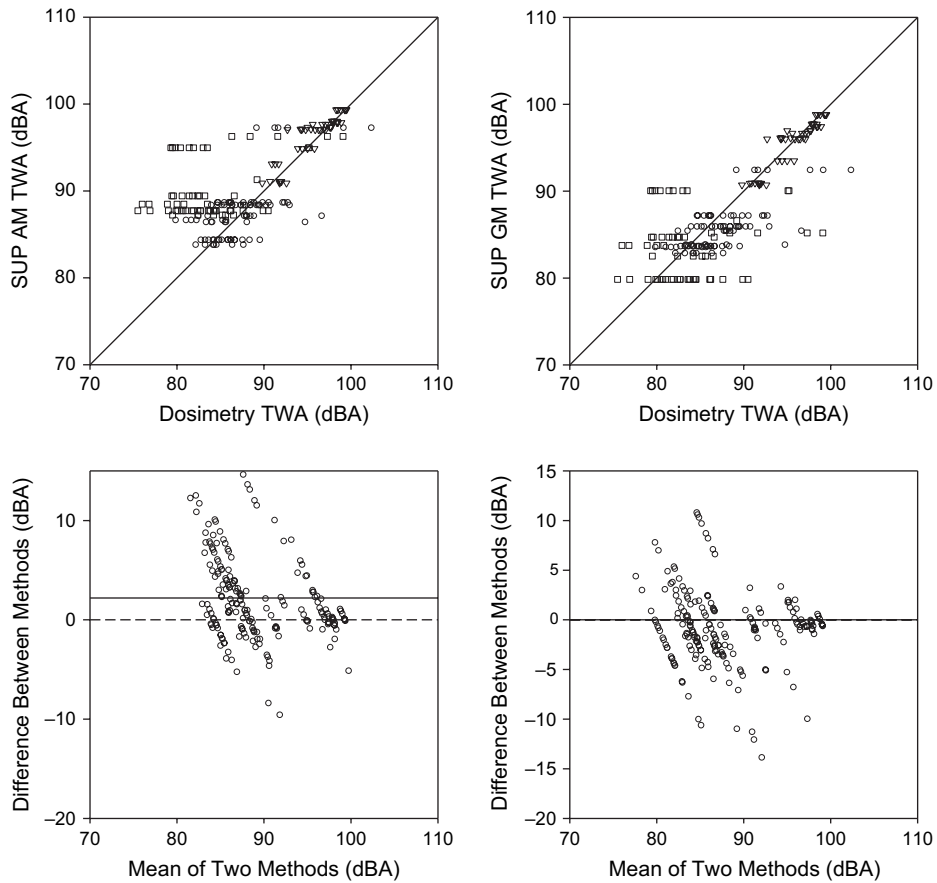 110
100
90
80
70
SUP AM TWA (dBA)
70 80 90 100 110
Dosimetry TWA (dBA)
110
100
90
80
70
SUP GM TWA (dBA)
70 80 90 100 110
Dosimetry TWA (dBA)
10
0
–10
–20
Difference Between Methods (dBA)
70 80 90 100 110
Mean of Two Methods (dBA)
15
10
5
0
–5
–10
–15
–20
Difference Between Methods (dBA)
70 80 90 100 110
Mean of Two Methods (dBA)